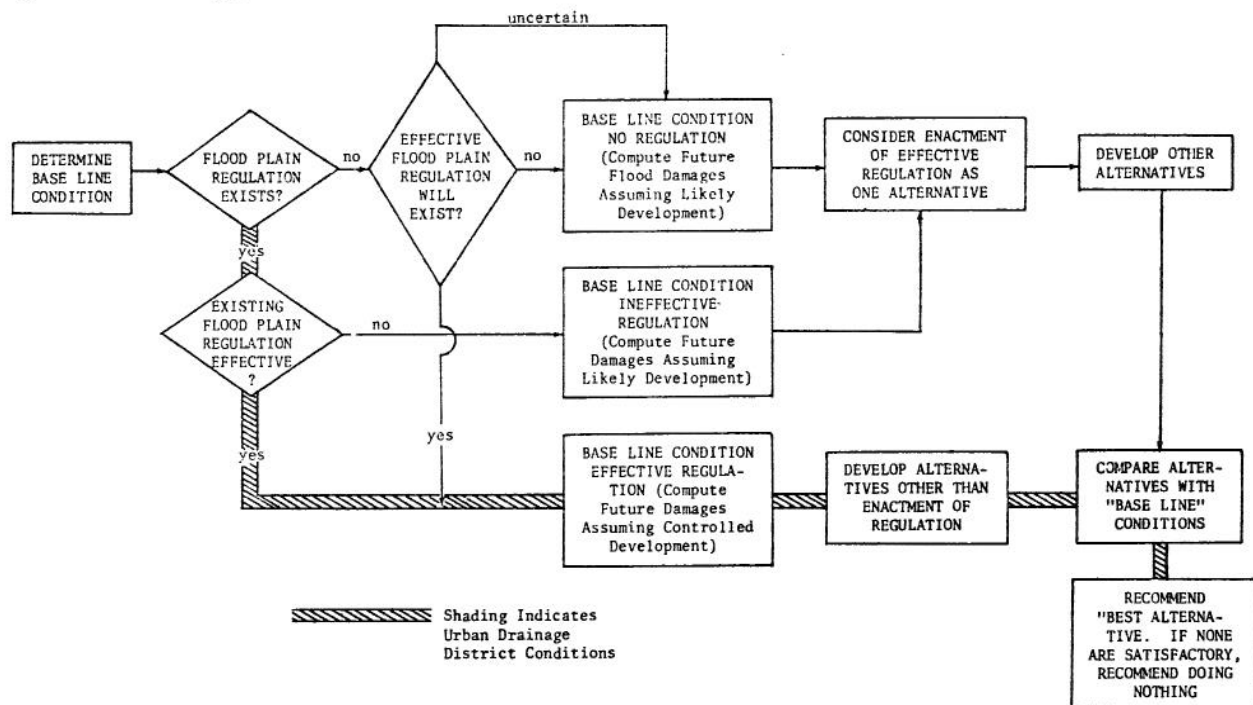 uncertain
DETERMINE
BASE LINE
CONDITION
FLOOD PLAIN
REGULATION
EXISTS?
no
EFFECTIVE
FLOOD PLAIN
REGULATION
WILL
EXIST?
no
BASE LINE CONDITION
NO REGULATION
(Compute Future
Flood Damages
Assuming Likely
Development)
CONSIDER ENACTMENT
OF EFFECTIVE
REGULATION AS
ONE ALTERNATIVE
DEVELOP OTHER
ALTERNATIVES
yes
EXISTING
FLOOD PLAIN
REGULATION
EFFECTIVE
?
no
BASE LINE CONDITION
INEFFECTIVE-
REGULATION
(Compute Future
Damages Assuming
Likely Development)
yes
yes
BASE LINE CONDITION
EFFECTIVE REGULA-
TION (Compute
Future Damages
Assuming Controlled
Development)
DEVELOP ALTERNA-
TIVES OTHER THAN
ENACTMENT OF
REGULATION
COMPARE ALTER-
NATIVES WITH
"BASE LINE"
CONDITIONS
Shading Indicates
Urban Drainage
District Conditions
RECOMMEND
"BEST ALTERNA-
TIVE. IF NONE
ARE SATISFACTORY,
RECOMMEND DOING
NOTHING